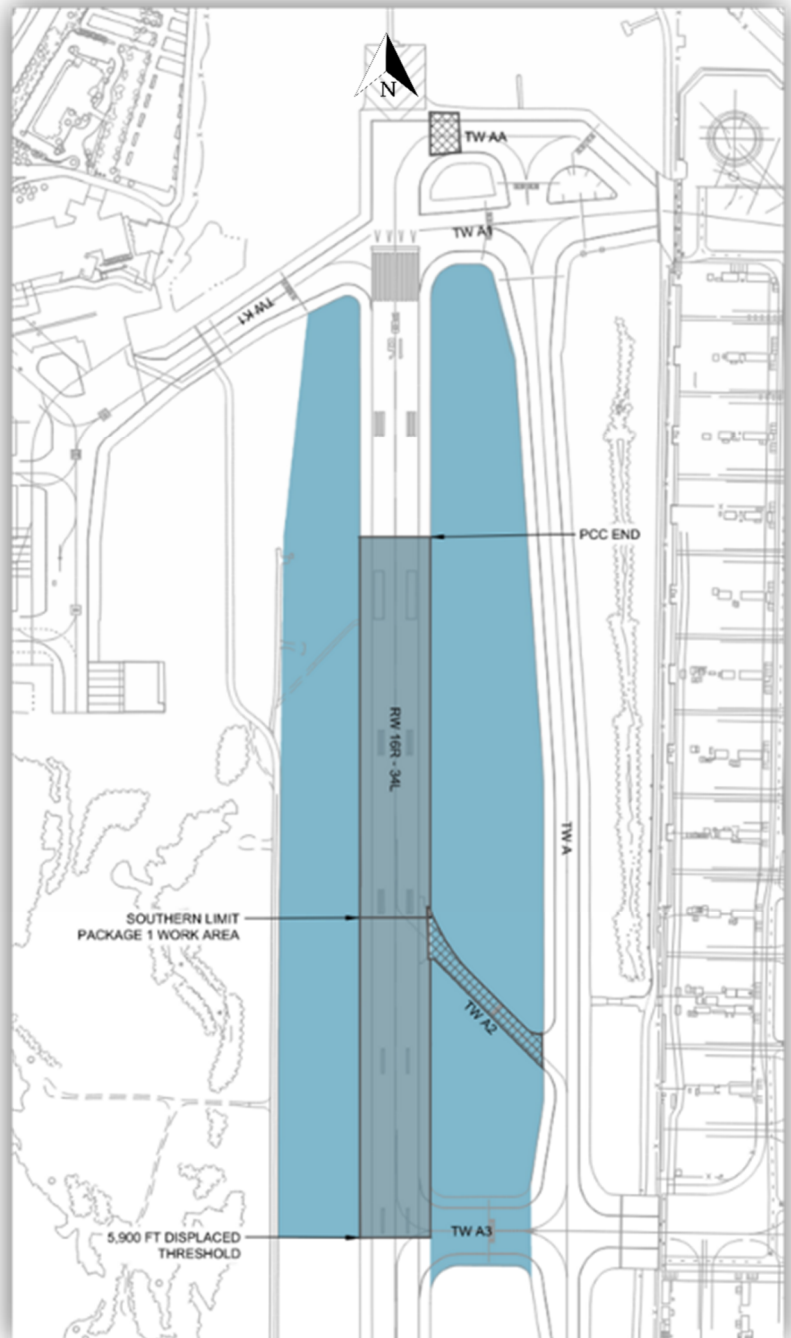 N
TW AA
TW A1
TW K1
PCC END
RW 16R - 34L
TW A
SOUTHERN LIMIT
PACKAGE 1 WORK AREA
TW A2
5,900 FT DISPLACED
THRESHOLD
TW A3